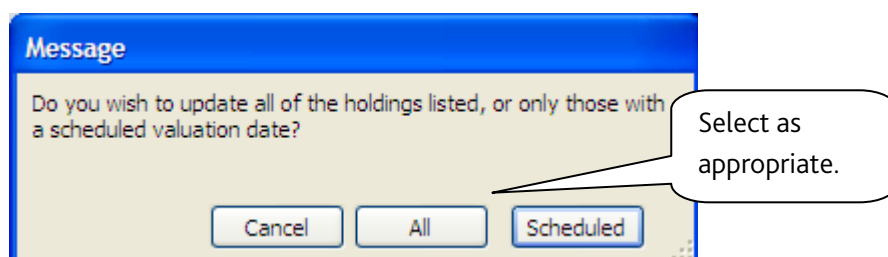 Message
Do you wish to update all of the holdings listed, or only those with
a scheduled valuation date?
Select as
appropriate.
Cancel
All
Scheduled